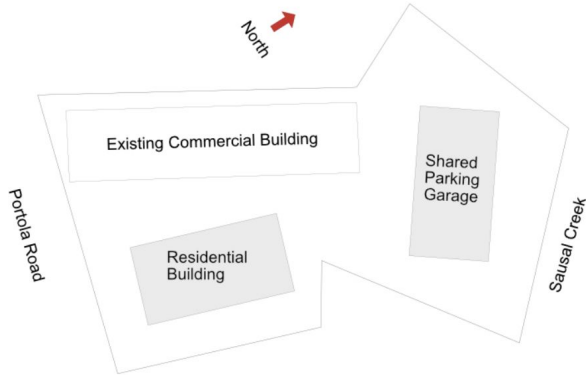 North
Existing Commercial Building
Shared
Parking
Garage
Portola Road
Residential
Building
Sausal Creek